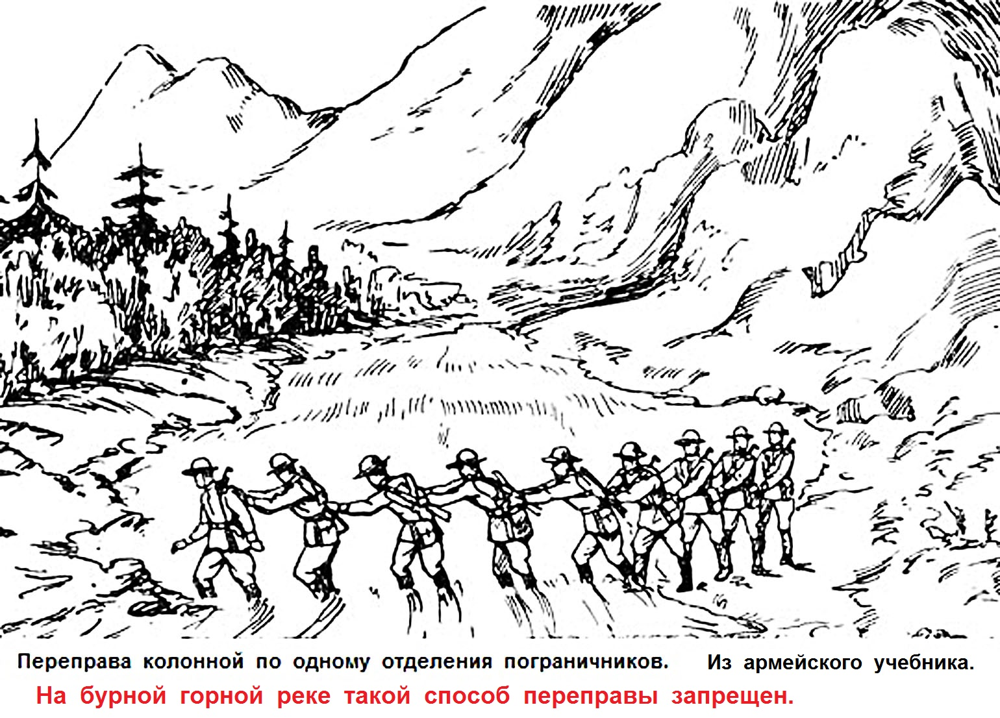 Переправа колонной по одному отделения пограничников. Из армейского учебника.
На бурной горной реке такой способ переправы запрещен.